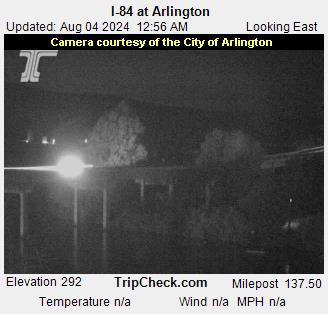 I-84 at Arlington
Updated: Aug 04 2024 12:56 AM Looking East
Camera courtesy of the City of Arlington
Elevation 292 TripCheck.com Milepost 137.50
Temperature n/a Wind n/a MPH n/a